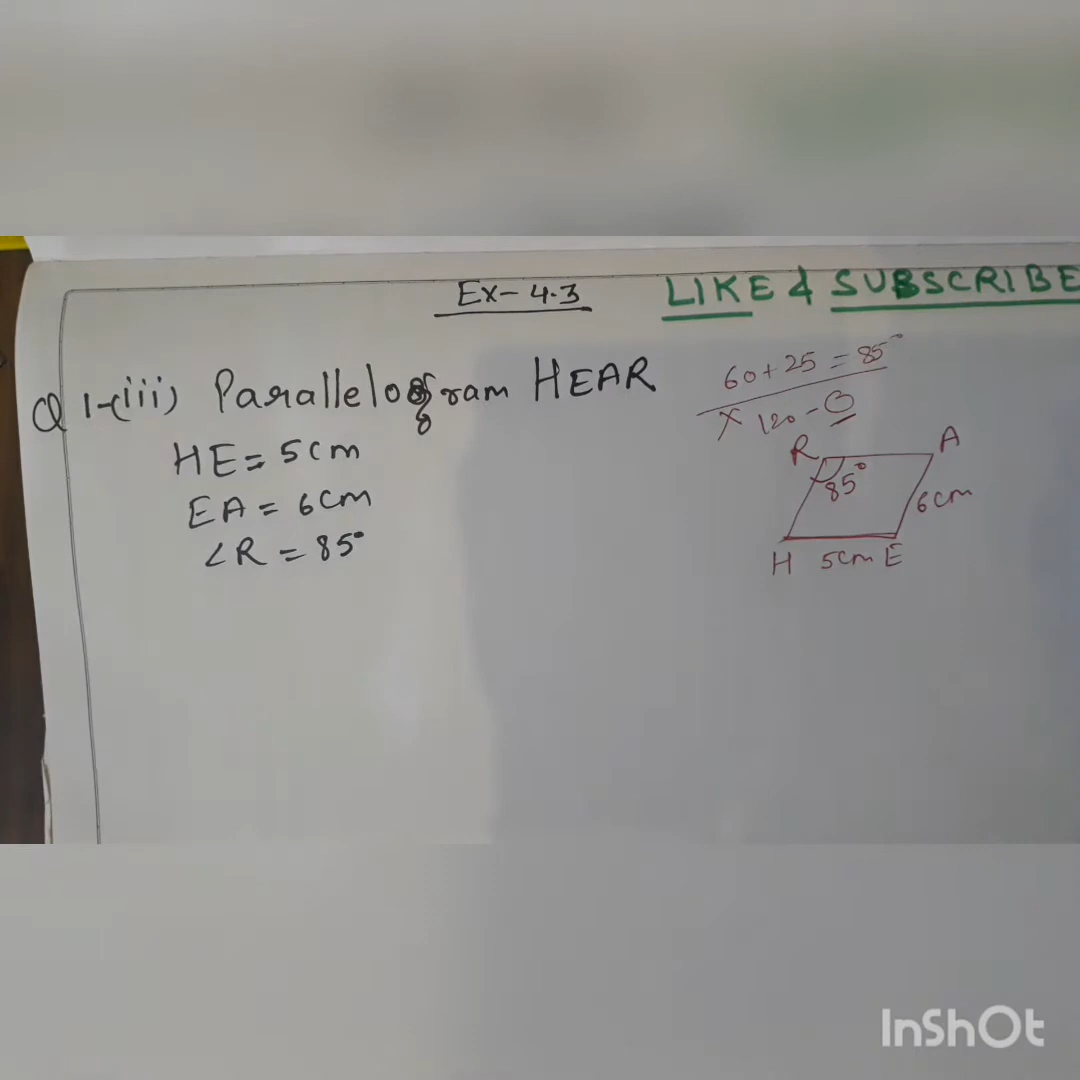 Ex- 4.3
LIKE & SUBSCRIBE
Q 1-(iii) Parallelogram HEAR
HE = 5cm
EA = 6cm
∠R = 85°
60+25 = 85°
R
A
85°
6cm
H 5cm E
InShOt